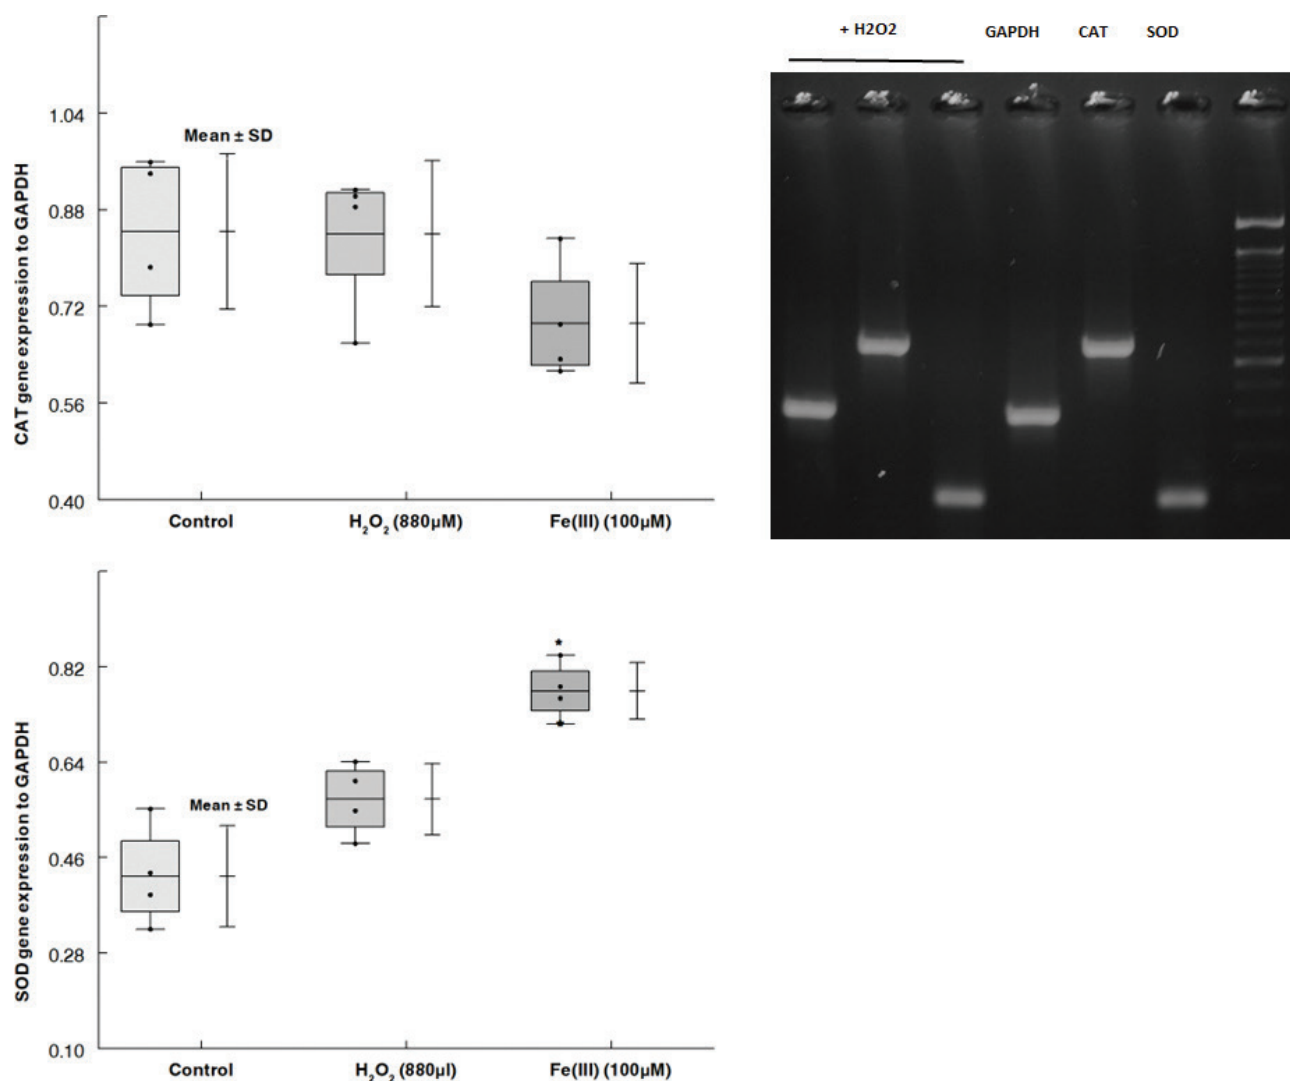 CAT gene expression to GAPDH
1.04
0.88
0.72
0.56
0.40
Mean ± SD
Control
H₂O₂ (880µM)
Fe(III) (100µM)
+ H2O2
GAPDH
CAT
SOD
SOD gene expression to GAPDH
0.82
0.64
0.46
0.28
0.10
*
Mean ± SD
Control
H₂O₂ (880µl)
Fe(III) (100µM)